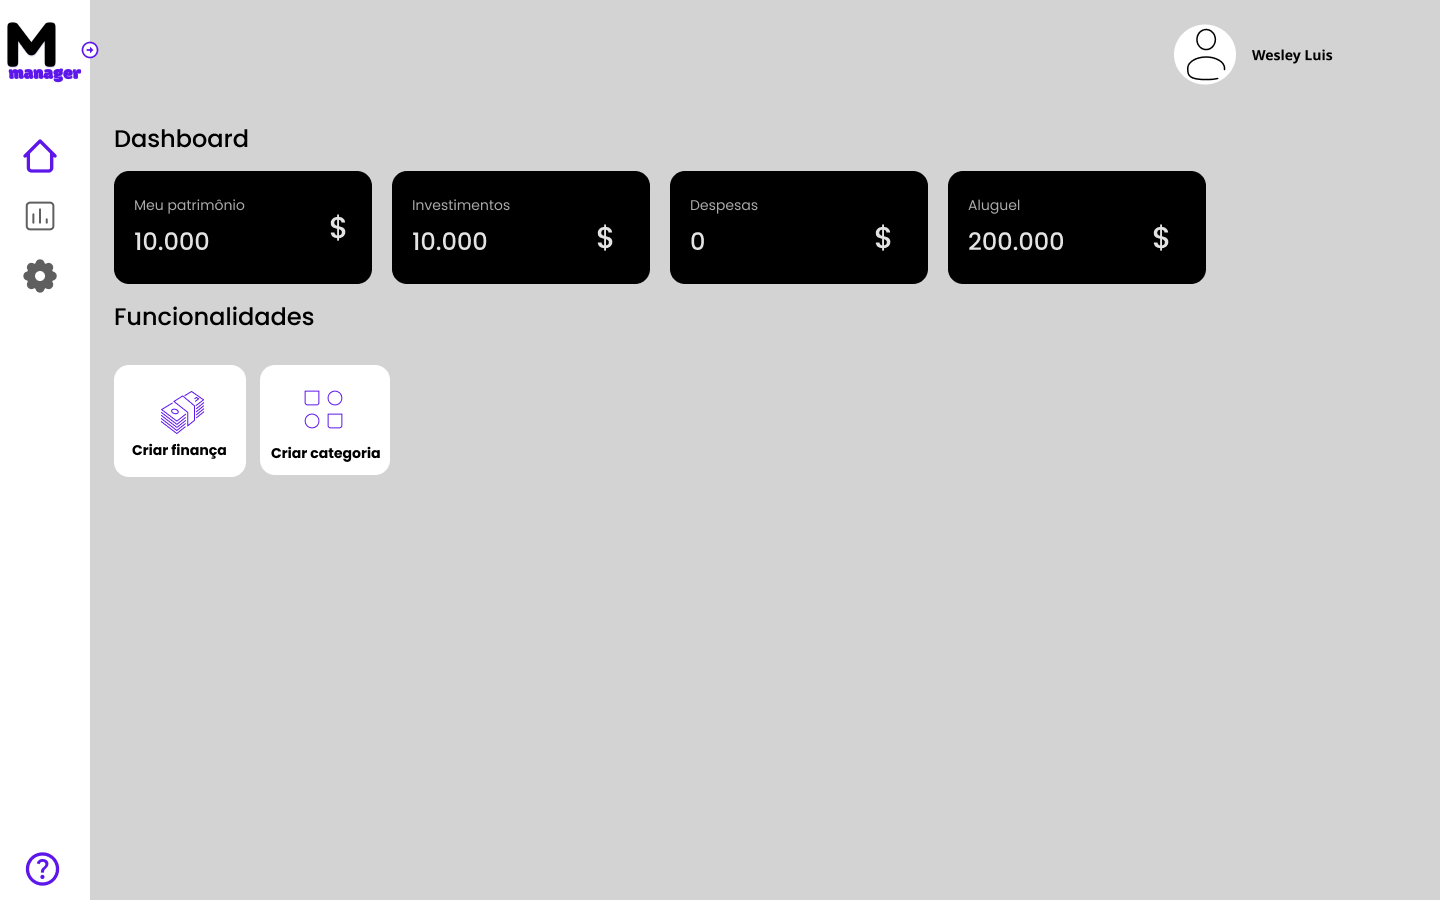 M
manager
Wesley Luis
Dashboard
Meu patrimônio
10.000
$
Investimentos
10.000
$
Despesas
0
$
Aluguel
200.000
$
Funcionalidades
Criar finança
Criar categoria
?